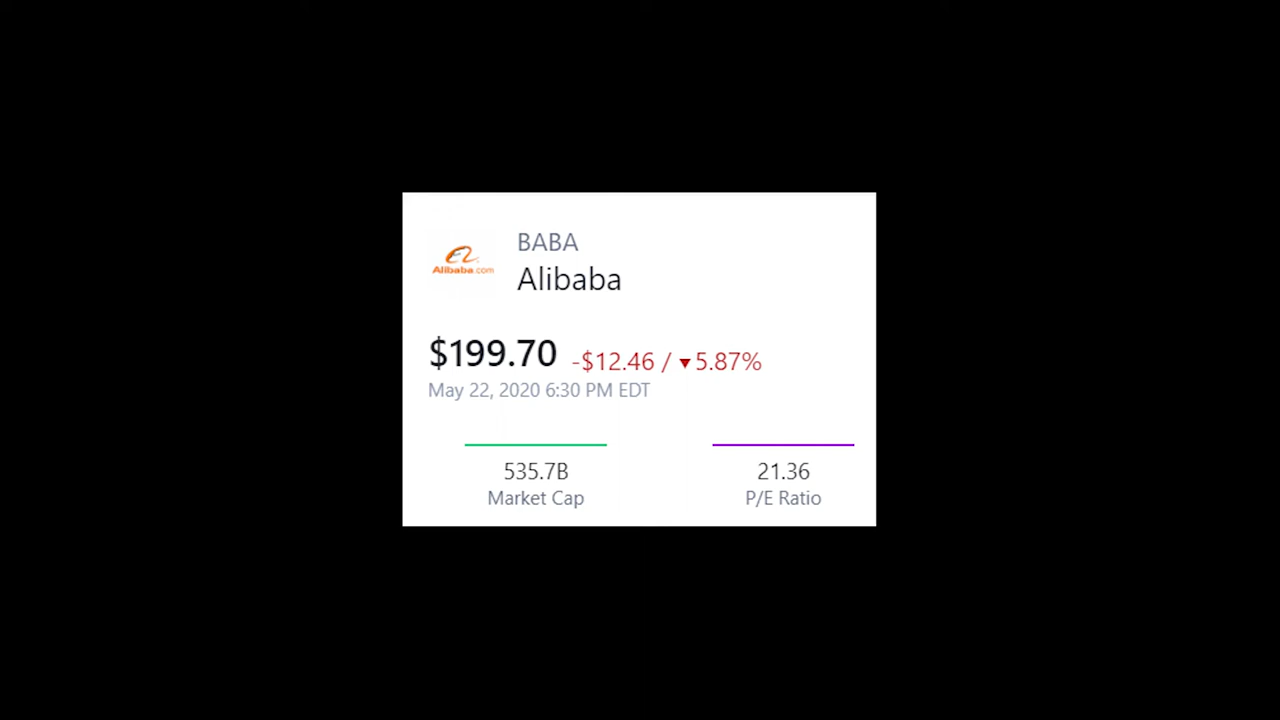 Alibaba.com
BABA
Alibaba
$199.70 -$12.46 / ▼5.87%
May 22, 2020 6:30 PM EDT
535.7B 21.36
Market Cap P/E Ratio